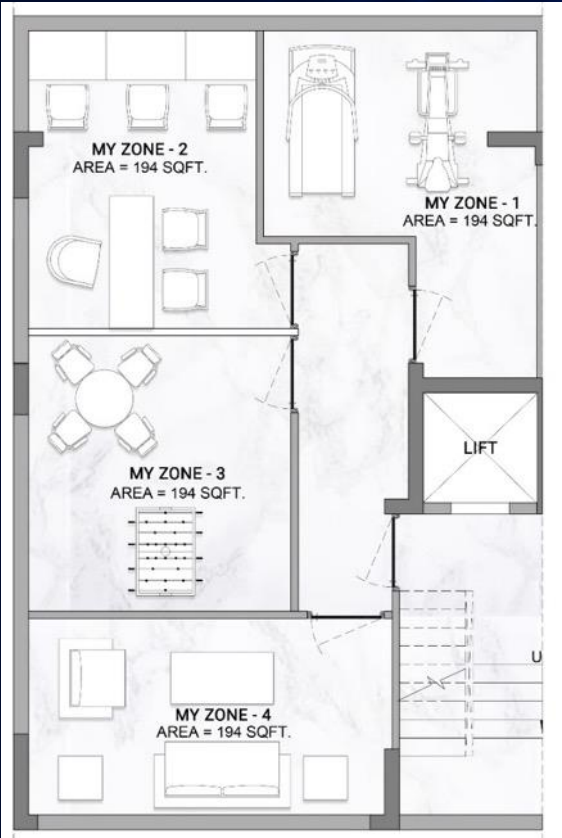 MY ZONE - 2
AREA = 194 SQFT.
MY ZONE - 1
AREA = 194 SQFT.
LIFT
MY ZONE - 3
AREA = 194 SQFT.
U
MY ZONE - 4
AREA = 194 SQFT.